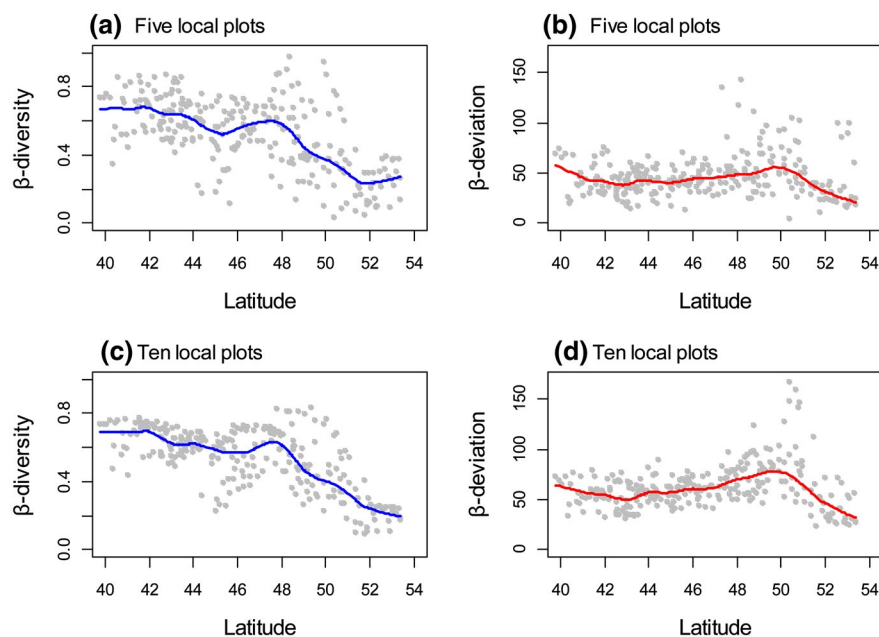 (a) Five local plots
β-diversity
0.8
0.4
0.0
40 42 44 46 48 50 52 54
Latitude
(b) Five local plots
β-deviation
150
100
50
0
40 42 44 46 48 50 52 54
Latitude
(c) Ten local plots
β-diversity
0.8
0.4
0.0
40 42 44 46 48 50 52 54
Latitude
(d) Ten local plots
β-deviation
150
100
50
0
40 42 44 46 48 50 52 54
Latitude